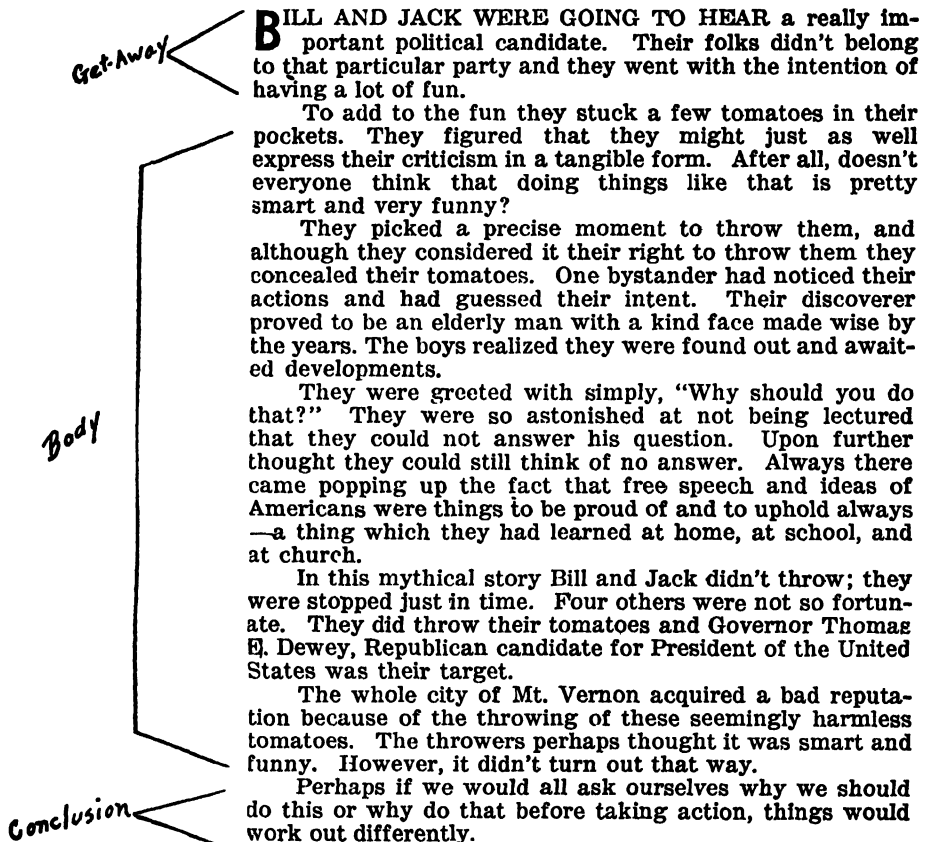 Get-Away
BILL AND JACK WERE GOING TO HEAR a really im-
portant political candidate. Their folks didn't belong
to that particular party and they went with the intention of
having a lot of fun.
To add to the fun they stuck a few tomatoes in their
pockets. They figured that they might just as well
express their criticism in a tangible form. After all, doesn't
everyone think that doing things like that is pretty
smart and very funny?
They picked a precise moment to throw them, and
although they considered it their right to throw them they
concealed their tomatoes. One bystander had noticed their
actions and had guessed their intent. Their discoverer
proved to be an elderly man with a kind face made wise by
the years. The boys realized they were found out and await-
ed developments.
Body
They were greeted with simply, “Why should you do
that?” They were so astonished at not being lectured
that they could not answer his question. Upon further
thought they could still think of no answer. Always there
came popping up the fact that free speech and ideas of
Americans were things to be proud of and to uphold always
—a thing which they had learned at home, at school, and
at church.
In this mythical story Bill and Jack didn't throw; they
were stopped just in time. Four others were not so fortun-
ate. They did throw their tomatoes and Governor Thomas
E. Dewey, Republican candidate for President of the United
States was their target.
The whole city of Mt. Vernon acquired a bad reputa-
tion because of the throwing of these seemingly harmless
tomatoes. The throwers perhaps thought it was smart and
funny. However, it didn't turn out that way.
Conclusion
Perhaps if we would all ask ourselves why we should
do this or why do that before taking action, things would
work out differently.